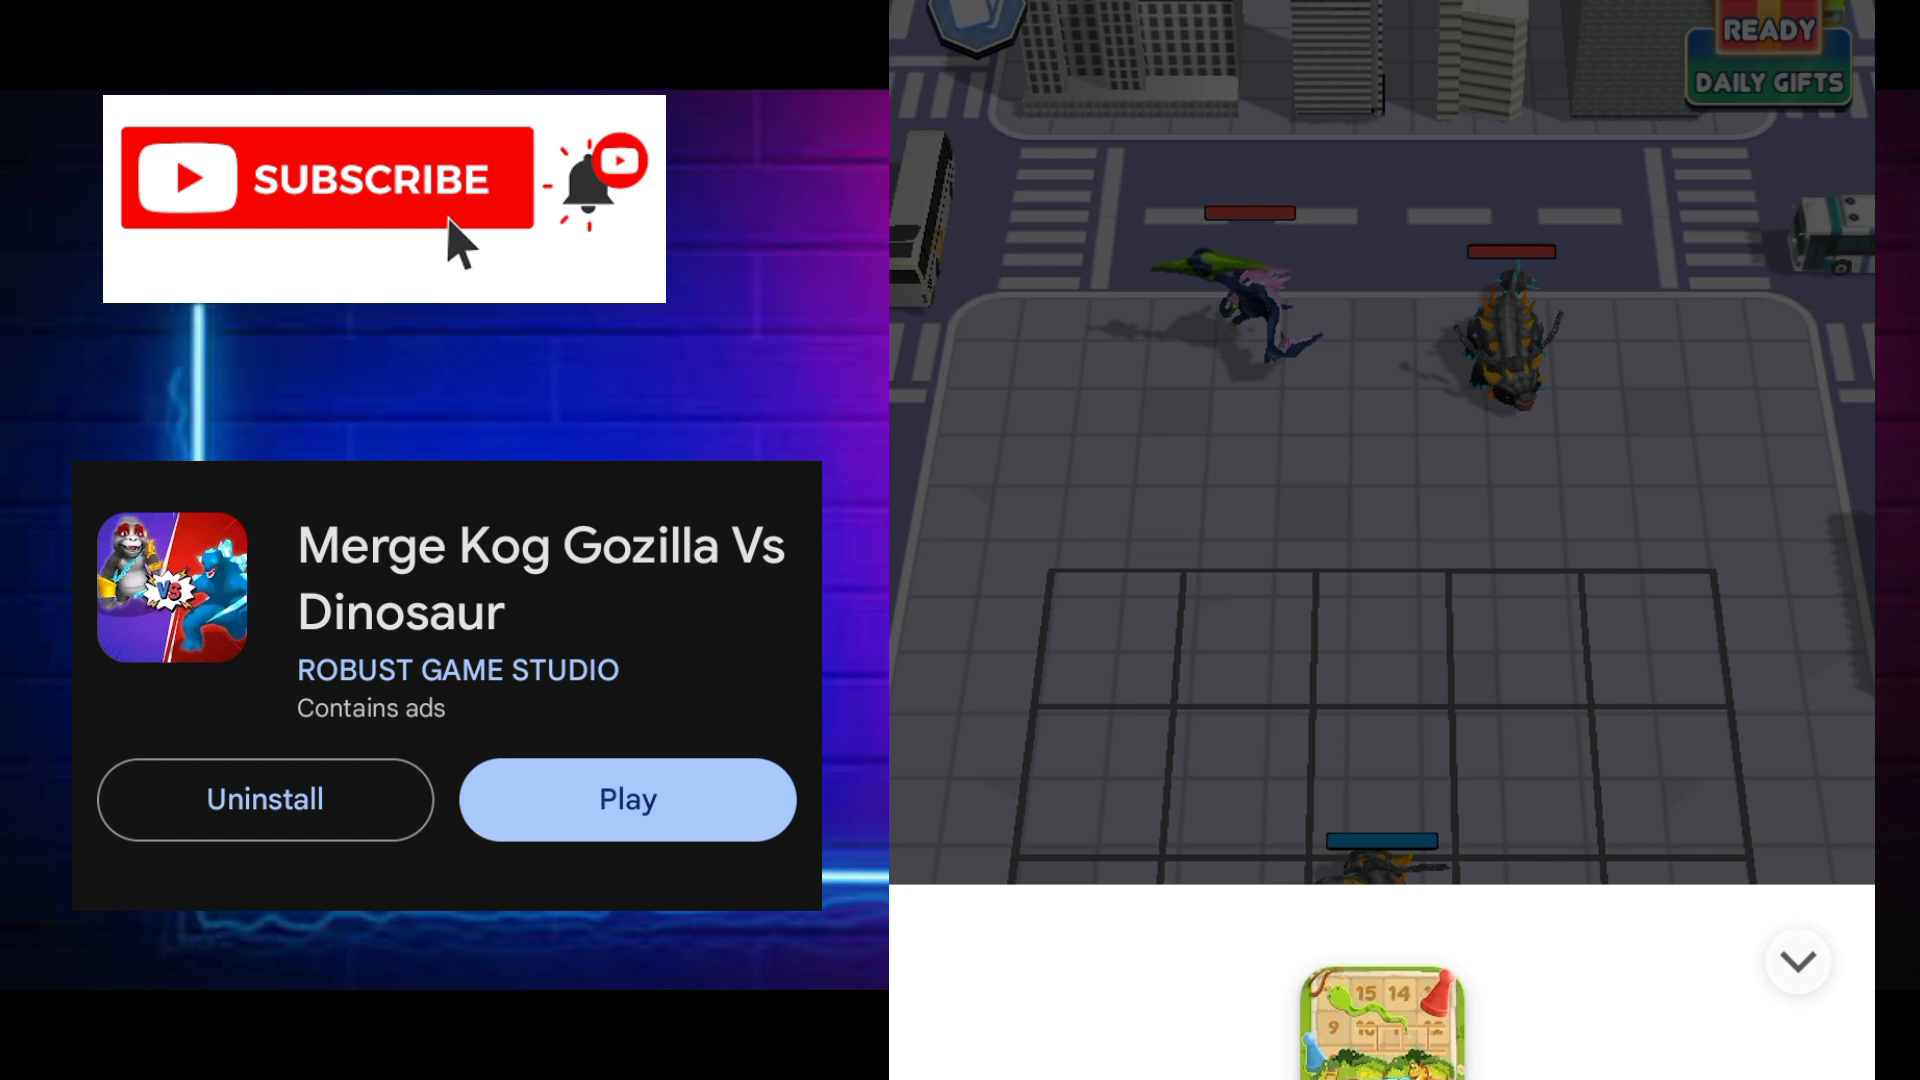 SUBSCRIBE
VS
Merge Kog Gozilla Vs
Dinosaur
ROBUST GAME STUDIO
Contains ads
Uninstall
Play
READY
DAILY GIFTS
15 14
9